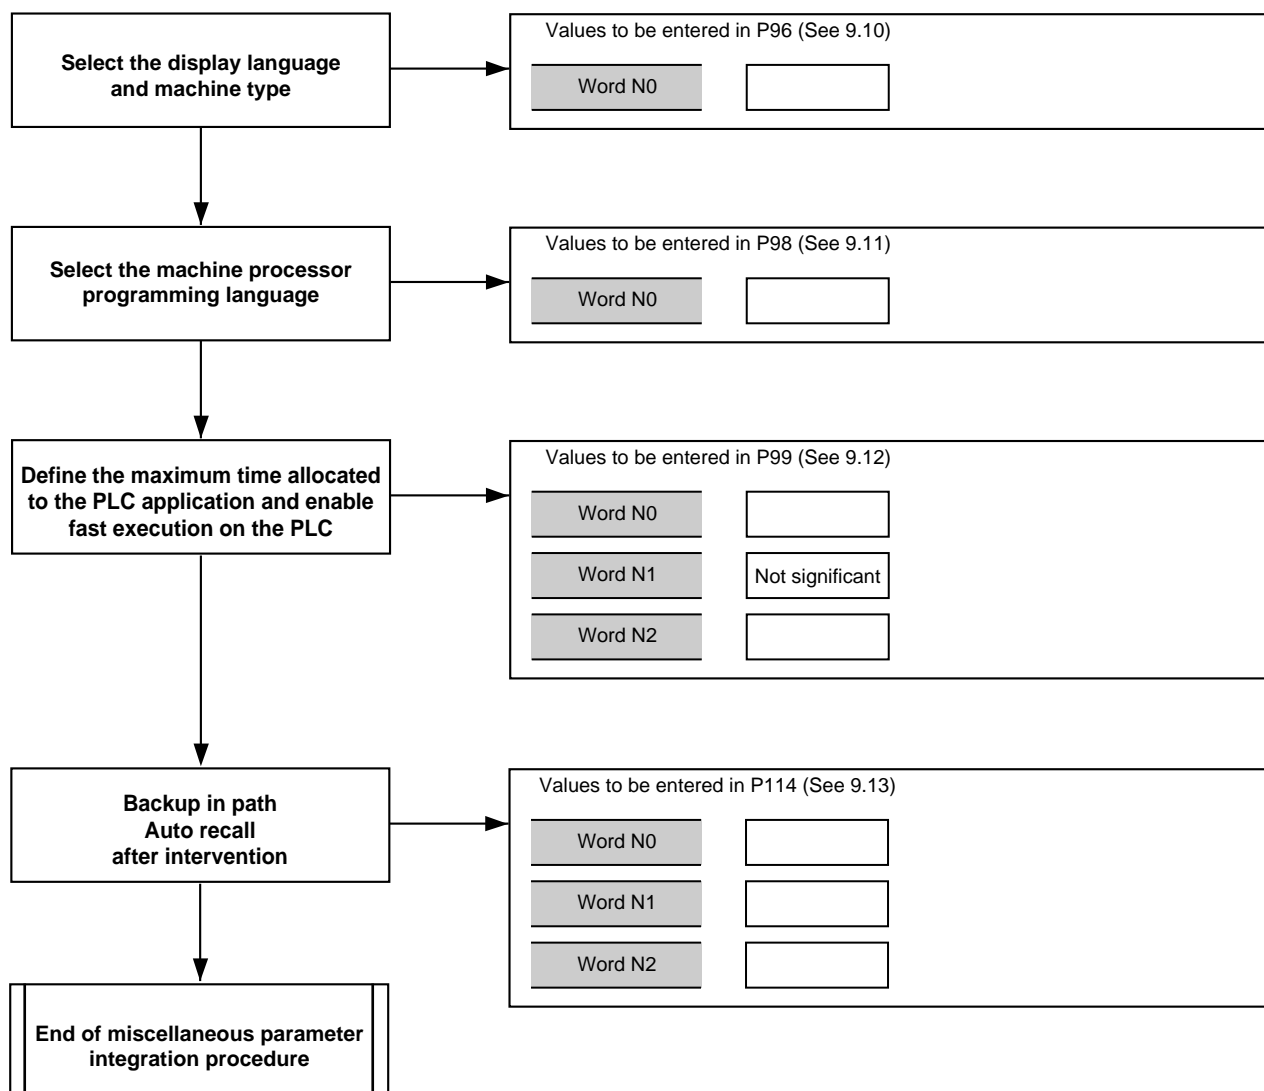 Select the display language
and machine type
Values to be entered in P96 (See 9.10)
Word N0
Select the machine processor
programming language
Values to be entered in P98 (See 9.11)
Word N0
Define the maximum time allocated
to the PLC application and enable
fast execution on the PLC
Values to be entered in P99 (See 9.12)
Word N0
Word N1
Not significant
Word N2
Backup in path
Auto recall
after intervention
Values to be entered in P114 (See 9.13)
Word N0
Word N1
Word N2
End of miscellaneous parameter
integration procedure